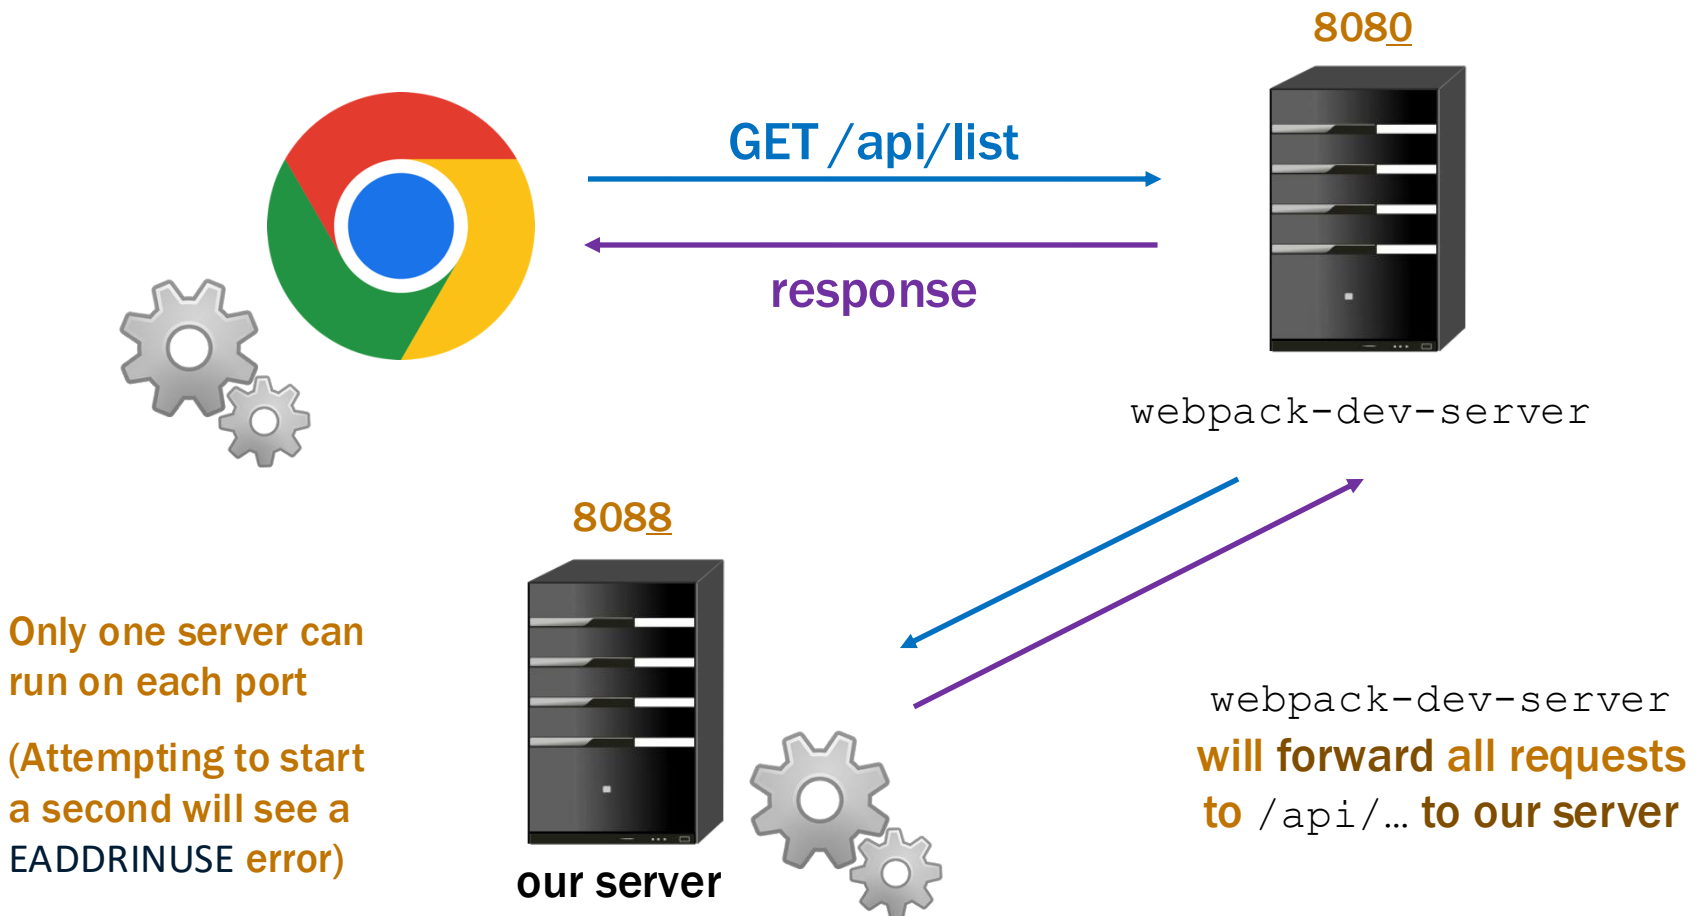 8080
GET /api/list
response
webpack-dev-server
8088
our server
Only one server can
run on each port
(Attempting to start
a second will see a
EADDRINUSE error)
webpack-dev-server
will forward all requests
to /api/… to our server